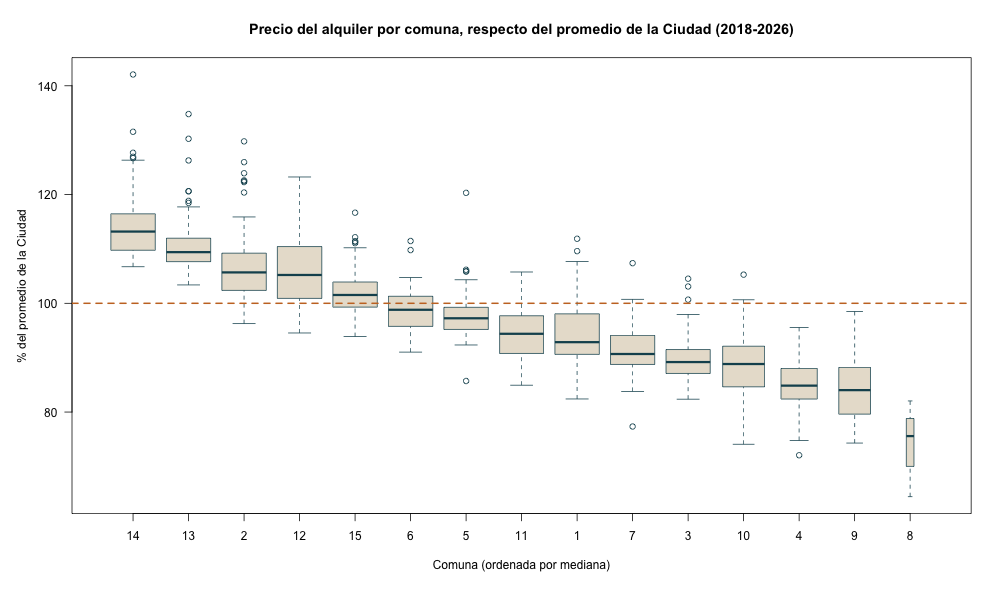 Precio del alquiler por comuna, respecto del promedio de la Ciudad (2018-2026)
% del promedio de la Ciudad
140
120
100
80
14 13 2 12 15 6 5 11 1 7 3 10 4 9 8
Comuna (ordenada por mediana)